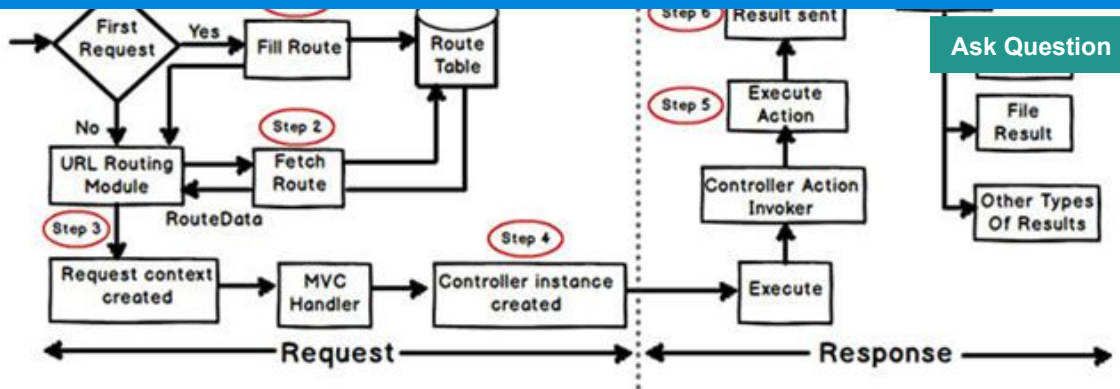 First
Request
Yes
Fill Route
Route
Table
Step 6
Result sent
Ask Question
Step 5
Execute
Action
File
Result
No
Step 2
URL Routing
Module
Fetch
Route
Controller Action
Invoker
Other Types
Of Results
RouteData
Step 3
Step 4
Request context
created
MVC
Handler
Controller instance
created
Execute
Request
Response